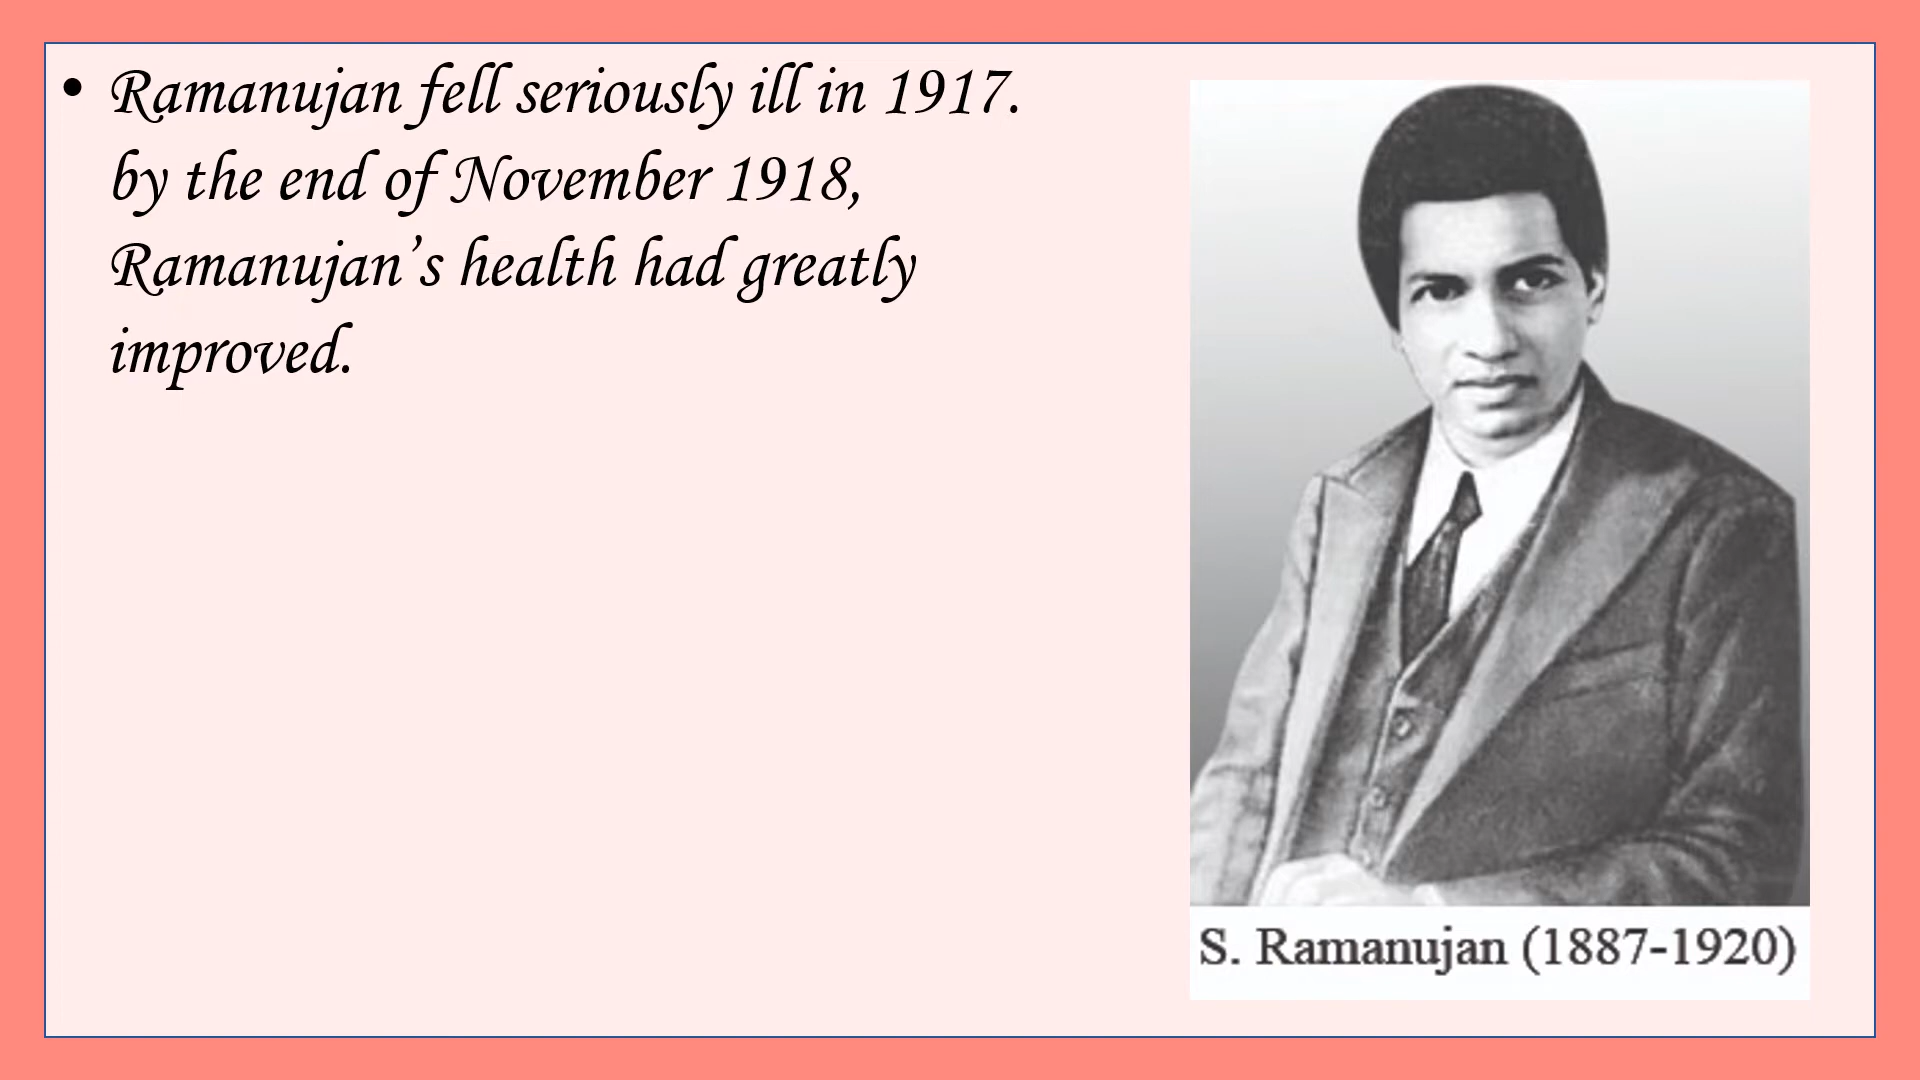 • Ramanujan fell seriously ill in 1917.
by the end of November 1918,
Ramanujan’s health had greatly
improved.
S. Ramanujan (1887-1920)